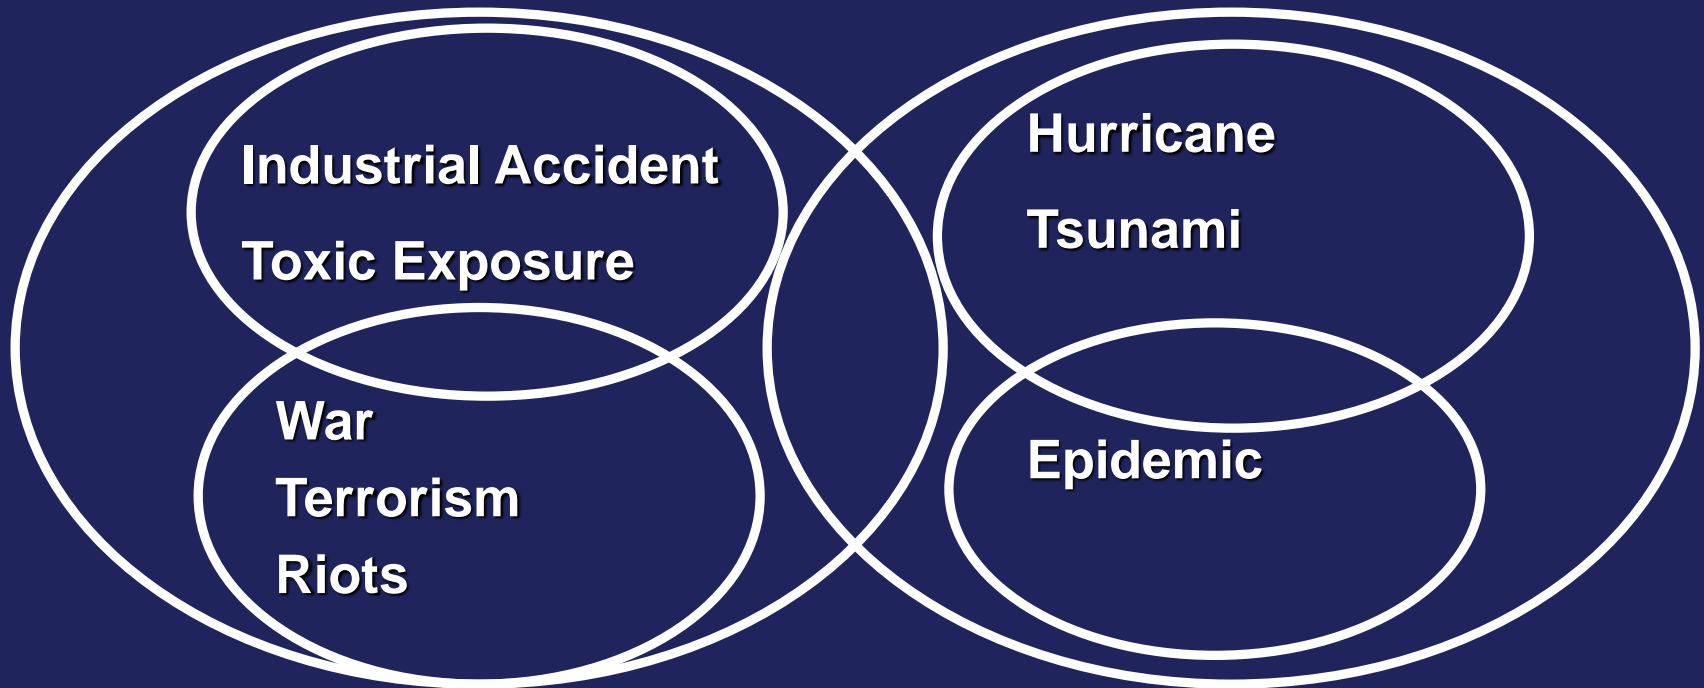 Industrial Accident
Toxic Exposure
War
Terrorism
Riots
Hurricane
Tsunami
Epidemic